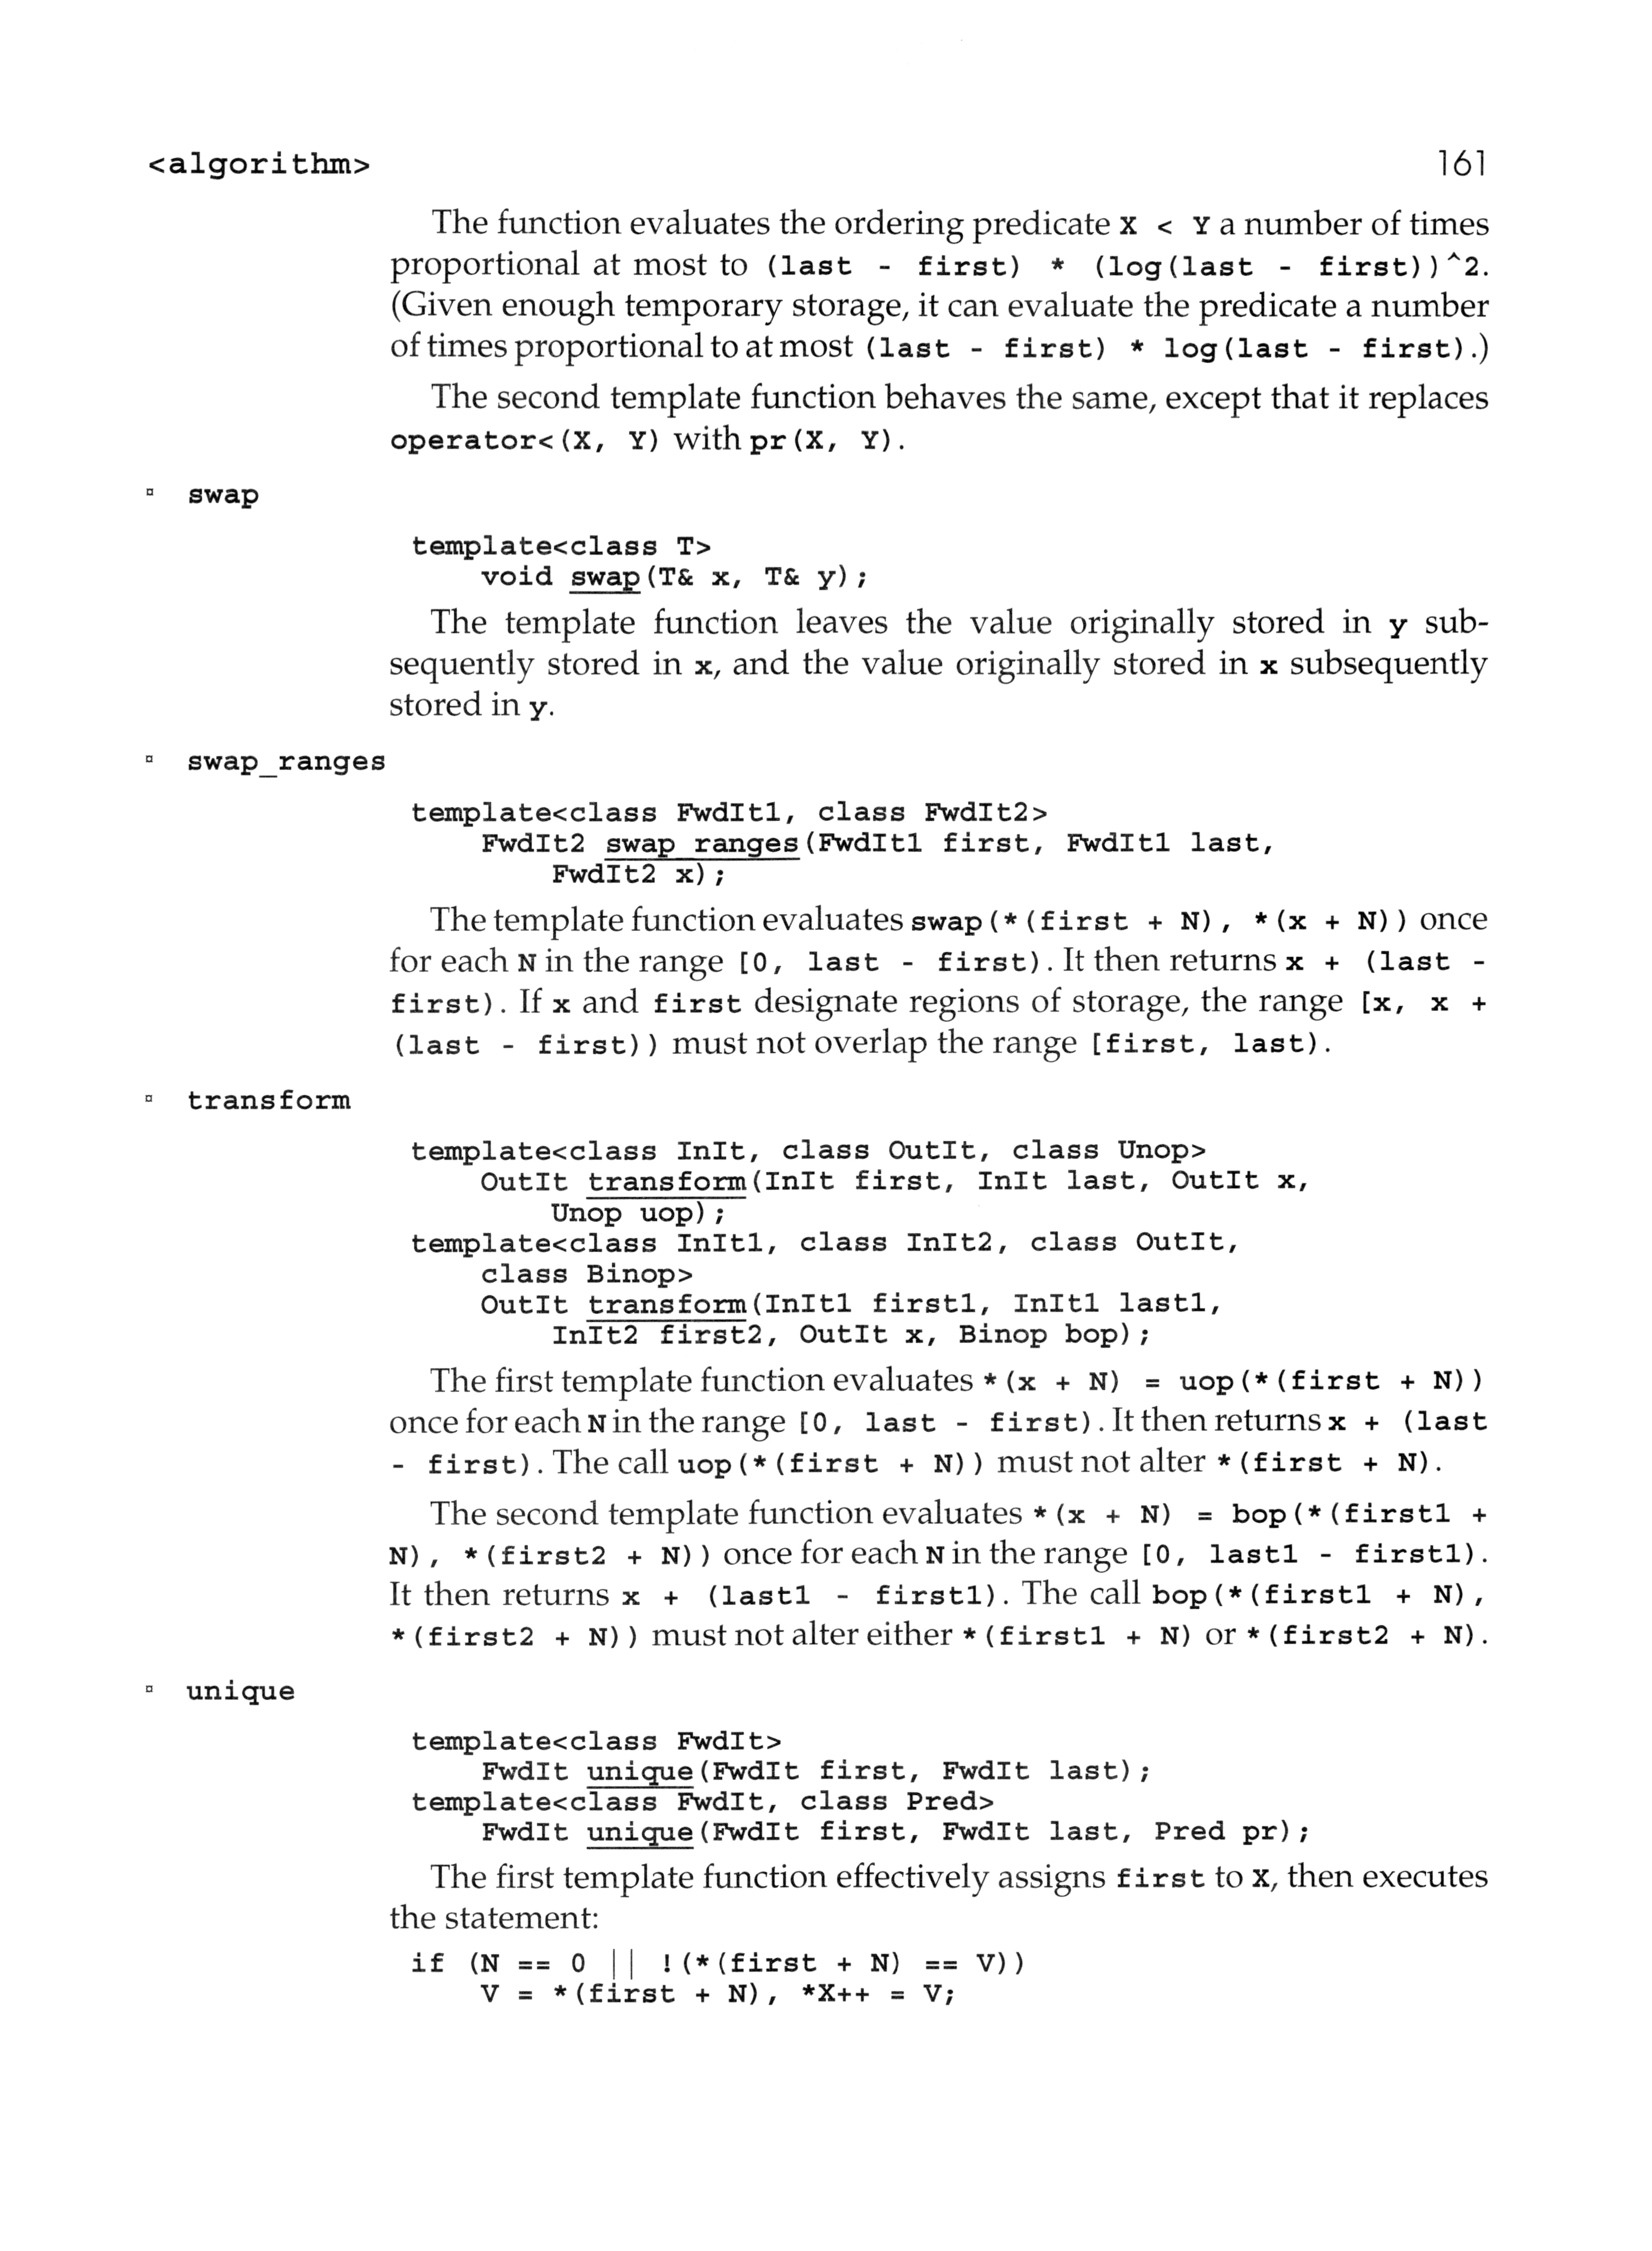 <algorithm> 161
The function evaluates the ordering predicate X < Y a number of times
proportional at most to (last - first) * (log(last - first))^2.
(Given enough temporary storage, it can evaluate the predicate a number
of times proportional to at most (last - first) * log(last - first).)
The second template function behaves the same, except that it replaces
operator<(X, Y) with pr(X, Y).
▫ swap
template<class T>
void swap(T& x, T& y);
The template function leaves the value originally stored in y sub-
sequently stored in x, and the value originally stored in x subsequently
stored in y.
▫ swap_ranges
template<class FwdIt1, class FwdIt2>
FwdIt2 swap_ranges(FwdIt1 first, FwdIt1 last,
FwdIt2 x);
The template function evaluates swap(*(first + N), *(x + N)) once
for each N in the range [0, last - first). It then returns x + (last -
first). If x and first designate regions of storage, the range [x, x +
(last - first)) must not overlap the range [first, last).
▫ transform
template<class InIt, class OutIt, class Unop>
OutIt transform(InIt first, InIt last, OutIt x,
Unop uop);
template<class InIt1, class InIt2, class OutIt,
class Binop>
OutIt transform(InIt1 first1, InIt1 last1,
InIt2 first2, OutIt x, Binop bop);
The first template function evaluates *(x + N) = uop(*(first + N))
once for each N in the range [0, last - first). It then returns x + (last
- first). The call uop(*(first + N)) must not alter *(first + N).
The second template function evaluates *(x + N) = bop(*(first1 +
N), *(first2 + N)) once for each N in the range [0, last1 - first1).
It then returns x + (last1 - first1). The call bop(*(first1 + N),
*(first2 + N)) must not alter either *(first1 + N) or *(first2 + N).
▫ unique
template<class FwdIt>
FwdIt unique(FwdIt first, FwdIt last);
template<class FwdIt, class Pred>
FwdIt unique(FwdIt first, FwdIt last, Pred pr);
The first template function effectively assigns first to X, then executes
the statement:
if (N == 0 || !(*(first + N) == V))
V = *(first + N), *X++ = V;